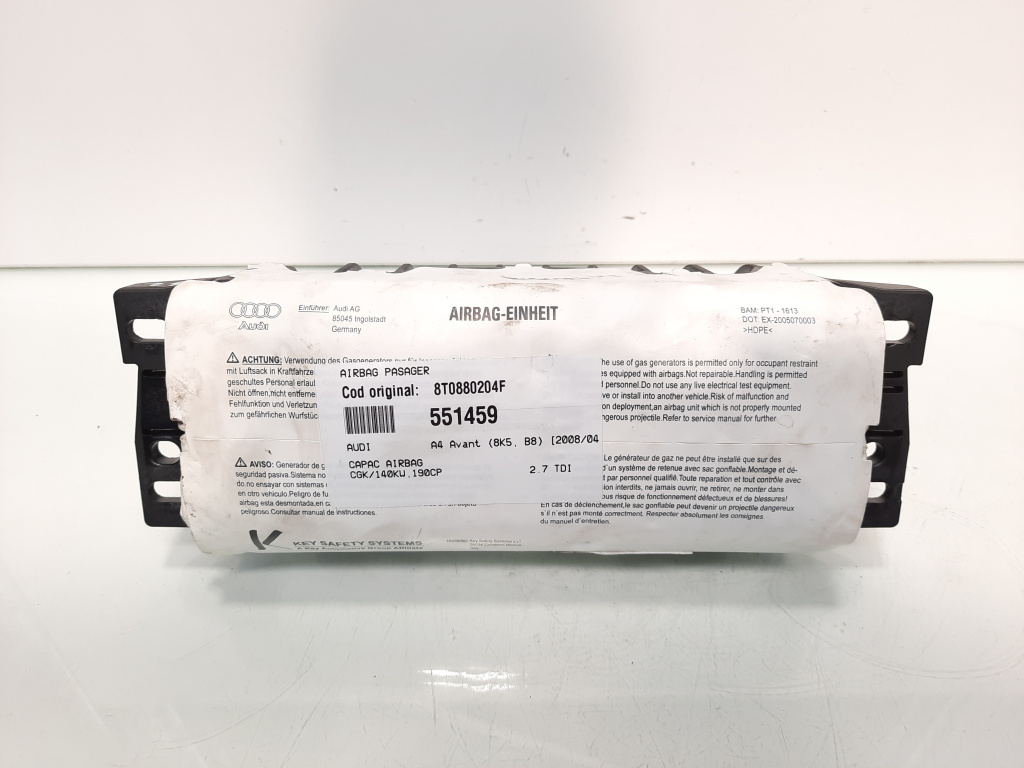 Audi
Einführer: Audi AG
85045 Ingolstadt
Germany
AIRBAG-EINHEIT
BAM: PT1 - 1613
DOT: EX-2005070003
>HDPE<
ACHTUNG: Verwendung des Gasgenerators nur für
mit Luftsack in Kraftfahrze
geschultes Personal erlaul
Nicht öffnen,nicht entferne
Fehlfunktion und Verletzun
zum gefährlichen Wurfstüc
the use of gas generators is permitted only for occupant restraint
es equipped with airbags.Not repairable.Handling is permitted
personnel.Do not use any live electrical test equipment.
ve or install into another vehicle.Risk of malfunction and
on deployment,an airbag unit which is not properly mounted
ngerous projectile.Refer to service manual for further
AIRBAG PASAGER
Cod original: 8T0880204F
551459
AUDI A4 Avant (8K5, B8) [2008/04
CAPAC AIRBAG
CGK/140KW,190CP 2.7 TDI
AVISO: Generador de g
seguridad pasiva.Sistema no
do.no ensayar con sistemas
en otro vehiculo.Peligro de fu
airbag esta desmontada,en c
peligroso.Consultar manual de instrucciones.
Le générateur de gaz ne peut être installé que sur des
d'un système de retenue avec sac gonflable.Montage et dé-
t par personnel qualifié.Toute reparation et tout contrôle avec
sion interdits, ne jamais ouvrir, ne retirer, ne monter dans
ous risque de fonctionnement défectueux et de blessures!
En cas de déclenchement,le sac gonflable peut devenir un projectile dangereux
s'il n'est pas monté correctement. Respecter absolument les consignes
du manuel d'entretien.
KEY SAFETY SYSTEMS
A Key Automotive Group Affiliate